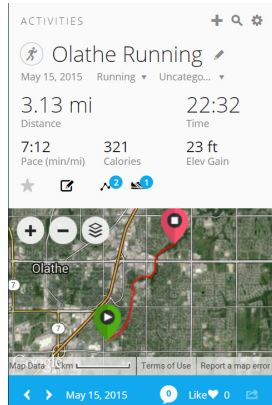 ACTIVITIES
Olathe Running
May 15, 2015 Running Uncatego...
3.13 mi 22:32
Distance Time
7:12 321 23 ft
Pace (min/mi) Calories Elev Gain
2 1
Olathe
7
7
Map Data 1 km Terms of Use Report a map error
May 15, 2015 0 Like 0